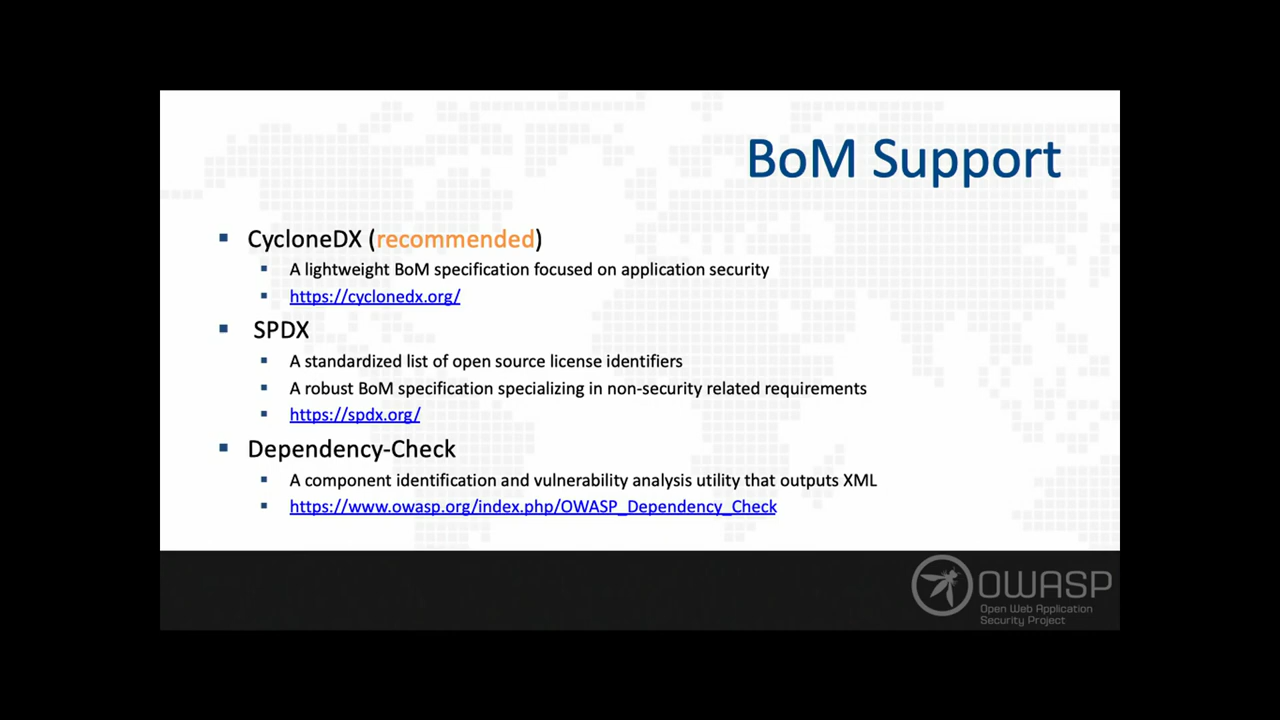 BoM Support
CycloneDX (recommended)
A lightweight BoM specification focused on application security
https://cyclonedx.org/
SPDX
A standardized list of open source license identifiers
A robust BoM specification specializing in non-security related requirements
https://spdx.org/
Dependency-Check
A component identification and vulnerability analysis utility that outputs XML
https://www.owasp.org/index.php/OWASP_Dependency_Check
OWASP
Open Web Application
Security Project